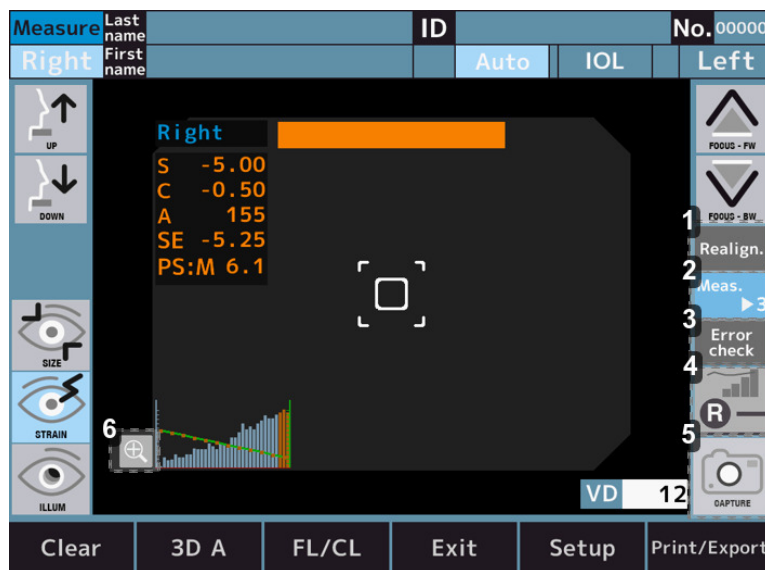 Measure Last name ID No. 00000
Right First name Auto IOL Left
UP
DOWN
SIZE
STRAIN
ILLUM
Right
S -5.00
C -0.50
A 155
SE -5.25
PS:M 6.1
6
FOCUS - FW
FOCUS - BW
1
Realign.
2
Meas.
▶3
3
Error
check
4
R
5
CAPTURE
VD 12
Clear 3D A FL/CL Exit Setup Print/Export